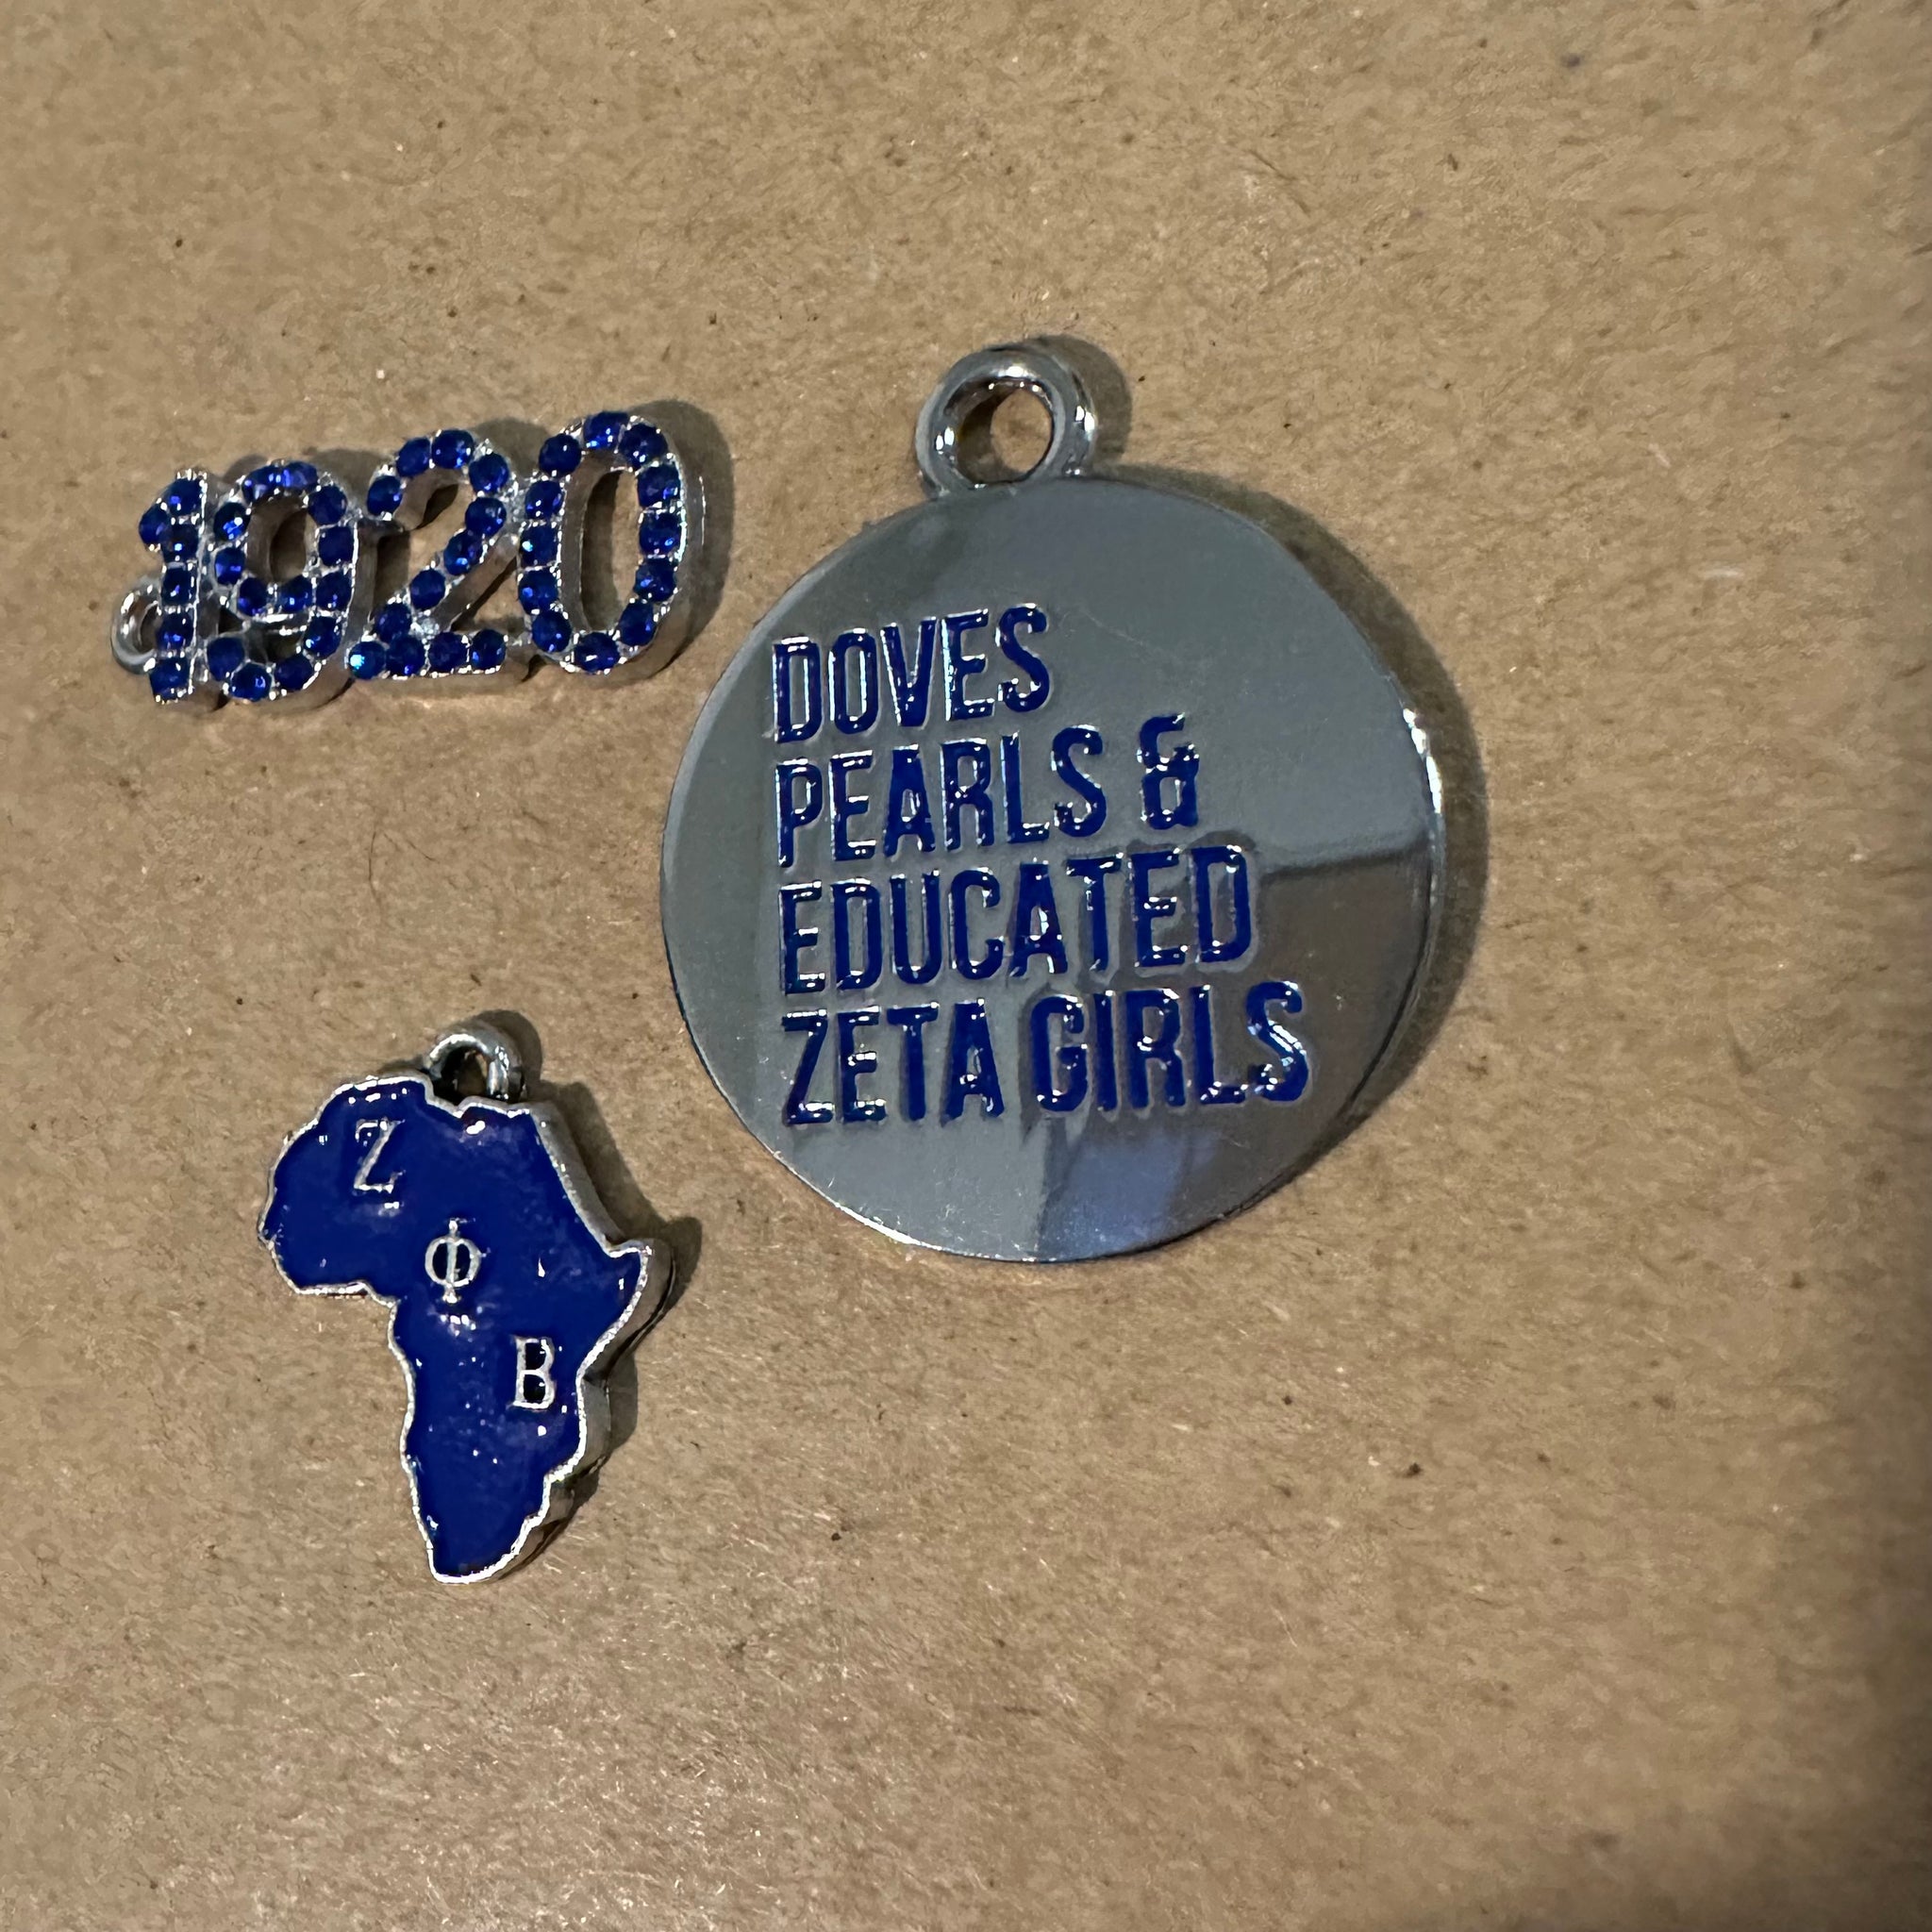 1920
DOVES
PEARLS &
EDUCATED
ZETA GIRLS
Ζ
Φ
Β